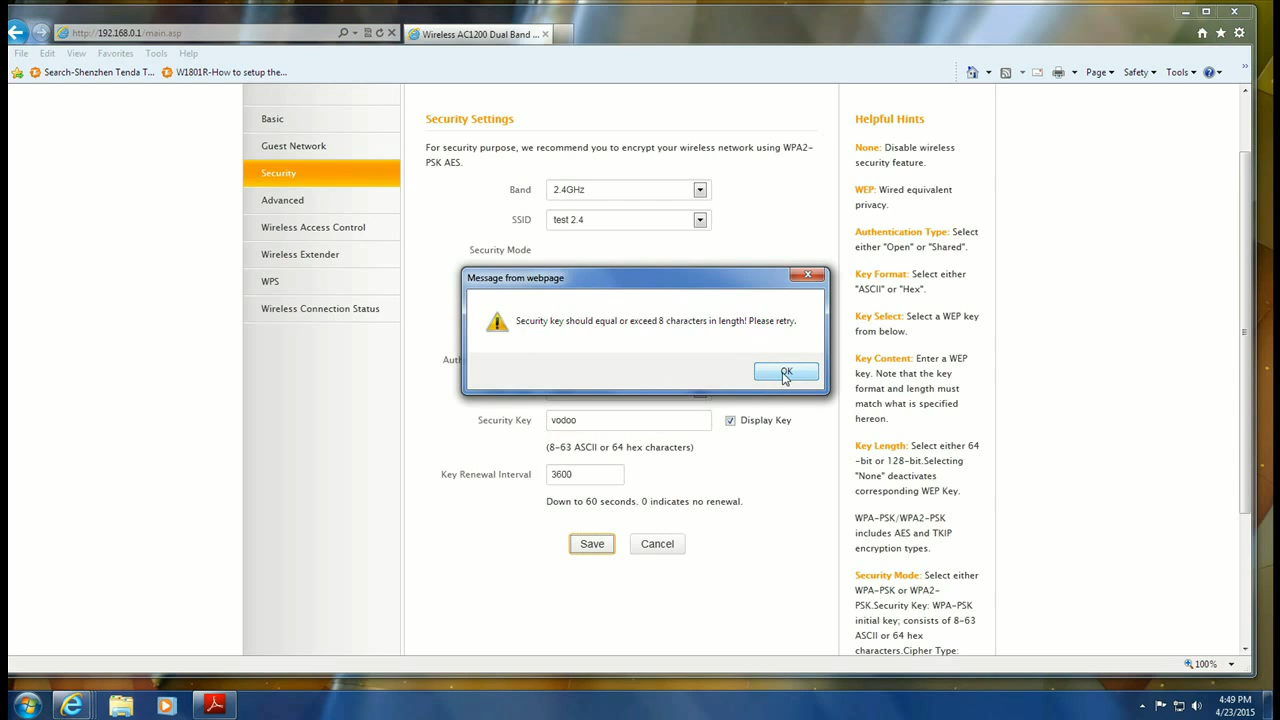 http://192.168.0.1/main.asp
Wireless AC1200 Dual Band ...
File Edit View Favorites Tools Help
Search-Shenzhen Tenda T...
W1801R-How to setup the...
Page
Safety
Tools
Basic
Guest Network
Security
Advanced
Wireless Access Control
Wireless Extender
WPS
Wireless Connection Status
Security Settings
For security purpose, we recommend you to encrypt your wireless network using WPA2-
PSK AES.
Band 2.4GHz
SSID test 2.4
Security Mode
Message from webpage
Security key should equal or exceed 8 characters in length! Please retry.
OK
Auth
Security Key vodoo Display Key
(8-63 ASCII or 64 hex characters)
Key Renewal Interval 3600
Down to 60 seconds. 0 indicates no renewal.
Save Cancel
Helpful Hints
None: Disable wireless
security feature.
WEP: Wired equivalent
privacy.
Authentication Type: Select
either "Open" or "Shared".
Key Format: Select either
"ASCII" or "Hex".
Key Select: Select a WEP key
from below.
Key Content: Enter a WEP
key. Note that the key
format and length must
match what is specified
hereon.
Key Length: Select either 64
-bit or 128-bit.Selecting
"None" deactivates
corresponding WEP Key.
WPA-PSK/WPA2-PSK
includes AES and TKIP
encryption types.
Security Mode: Select either
WPA-PSK or WPA2-
PSK.Security Key: WPA-PSK
initial key; consists of 8-63
ASCII or 64 hex
characters.Cipher Type:
100%
4:49 PM
4/23/2015